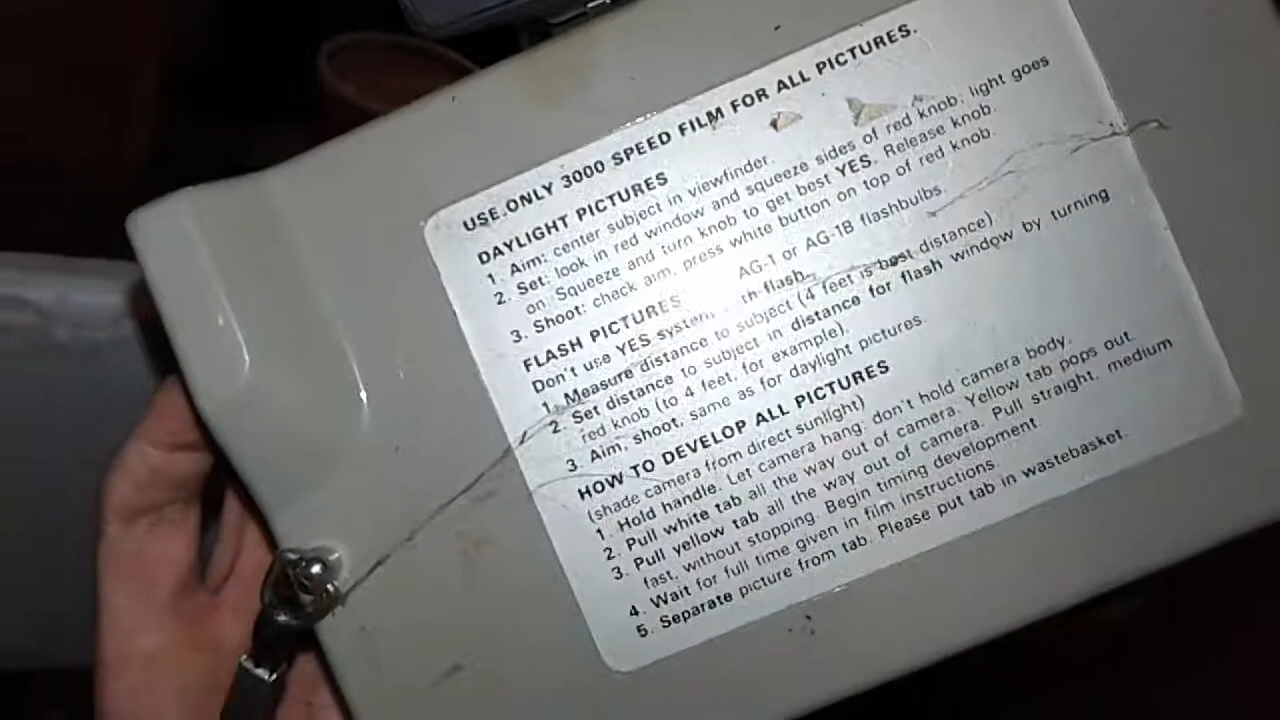 USE ONLY 3000 SPEED FILM FOR ALL PICTURES.
DAYLIGHT PICTURES
1. Aim: center subject in viewfinder.
2. Set: look in red window and squeeze sides of red knob; light goes
on. Squeeze and turn knob to get best YES. Release knob.
3. Shoot: check aim, press white button on top of red knob.
FLASH PICTURES AG-1 or AG-1B flashbulbs.
Don't use YES system flash.
1. Measure distance to subject (4 feet is best distance).
2. Set distance to subject in distance for flash window by turning
red knob (to 4 feet, for example).
3. Aim, shoot, same as for daylight pictures.
HOW TO DEVELOP ALL PICTURES
(shade camera from direct sunlight)
1. Hold handle. Let camera hang: don't hold camera body.
2. Pull white tab all the way out of camera. Yellow tab pops out.
3. Pull yellow tab all the way out of camera. Pull straight, medium
fast, without stopping. Begin timing development.
4. Wait for full time given in film instructions.
5. Separate picture from tab. Please put tab in wastebasket.